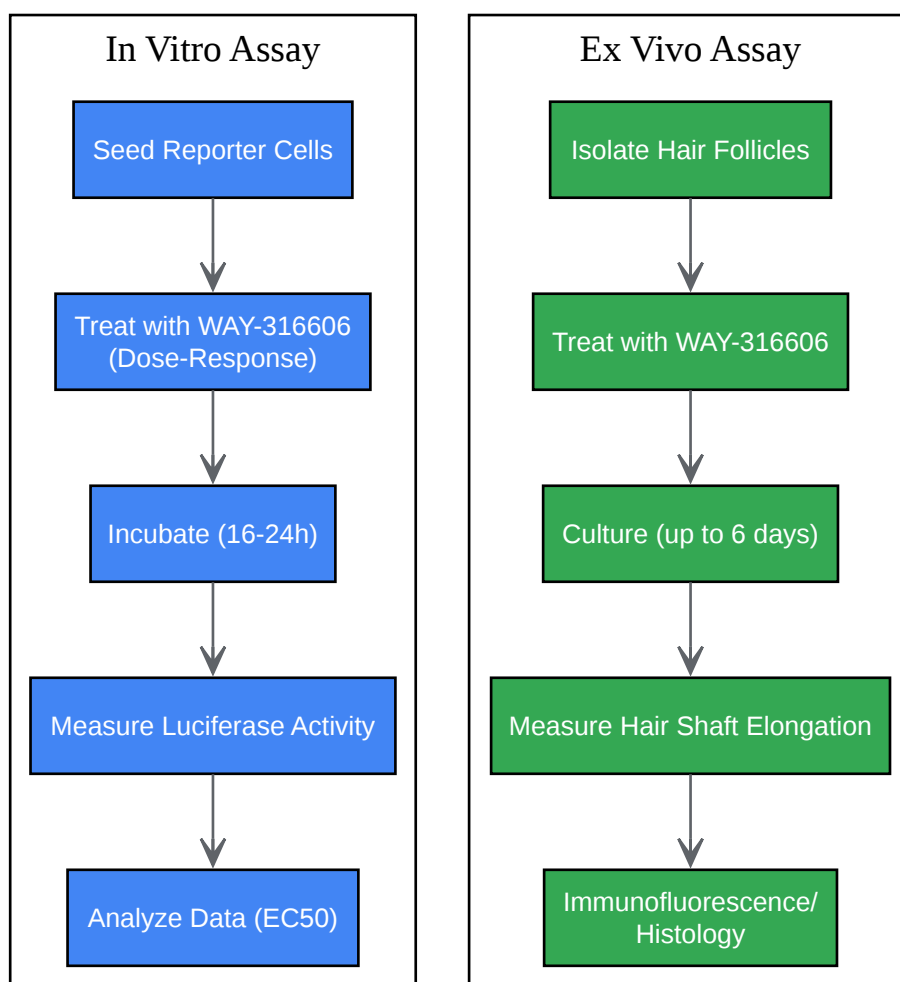 In Vitro Assay
Seed Reporter Cells
Treat with WAY-316606
(Dose-Response)
Incubate (16-24h)
Measure Luciferase Activity
Analyze Data (EC50)
Ex Vivo Assay
Isolate Hair Follicles
Treat with WAY-316606
Culture (up to 6 days)
Measure Hair Shaft Elongation
Immunofluorescence/
Histology